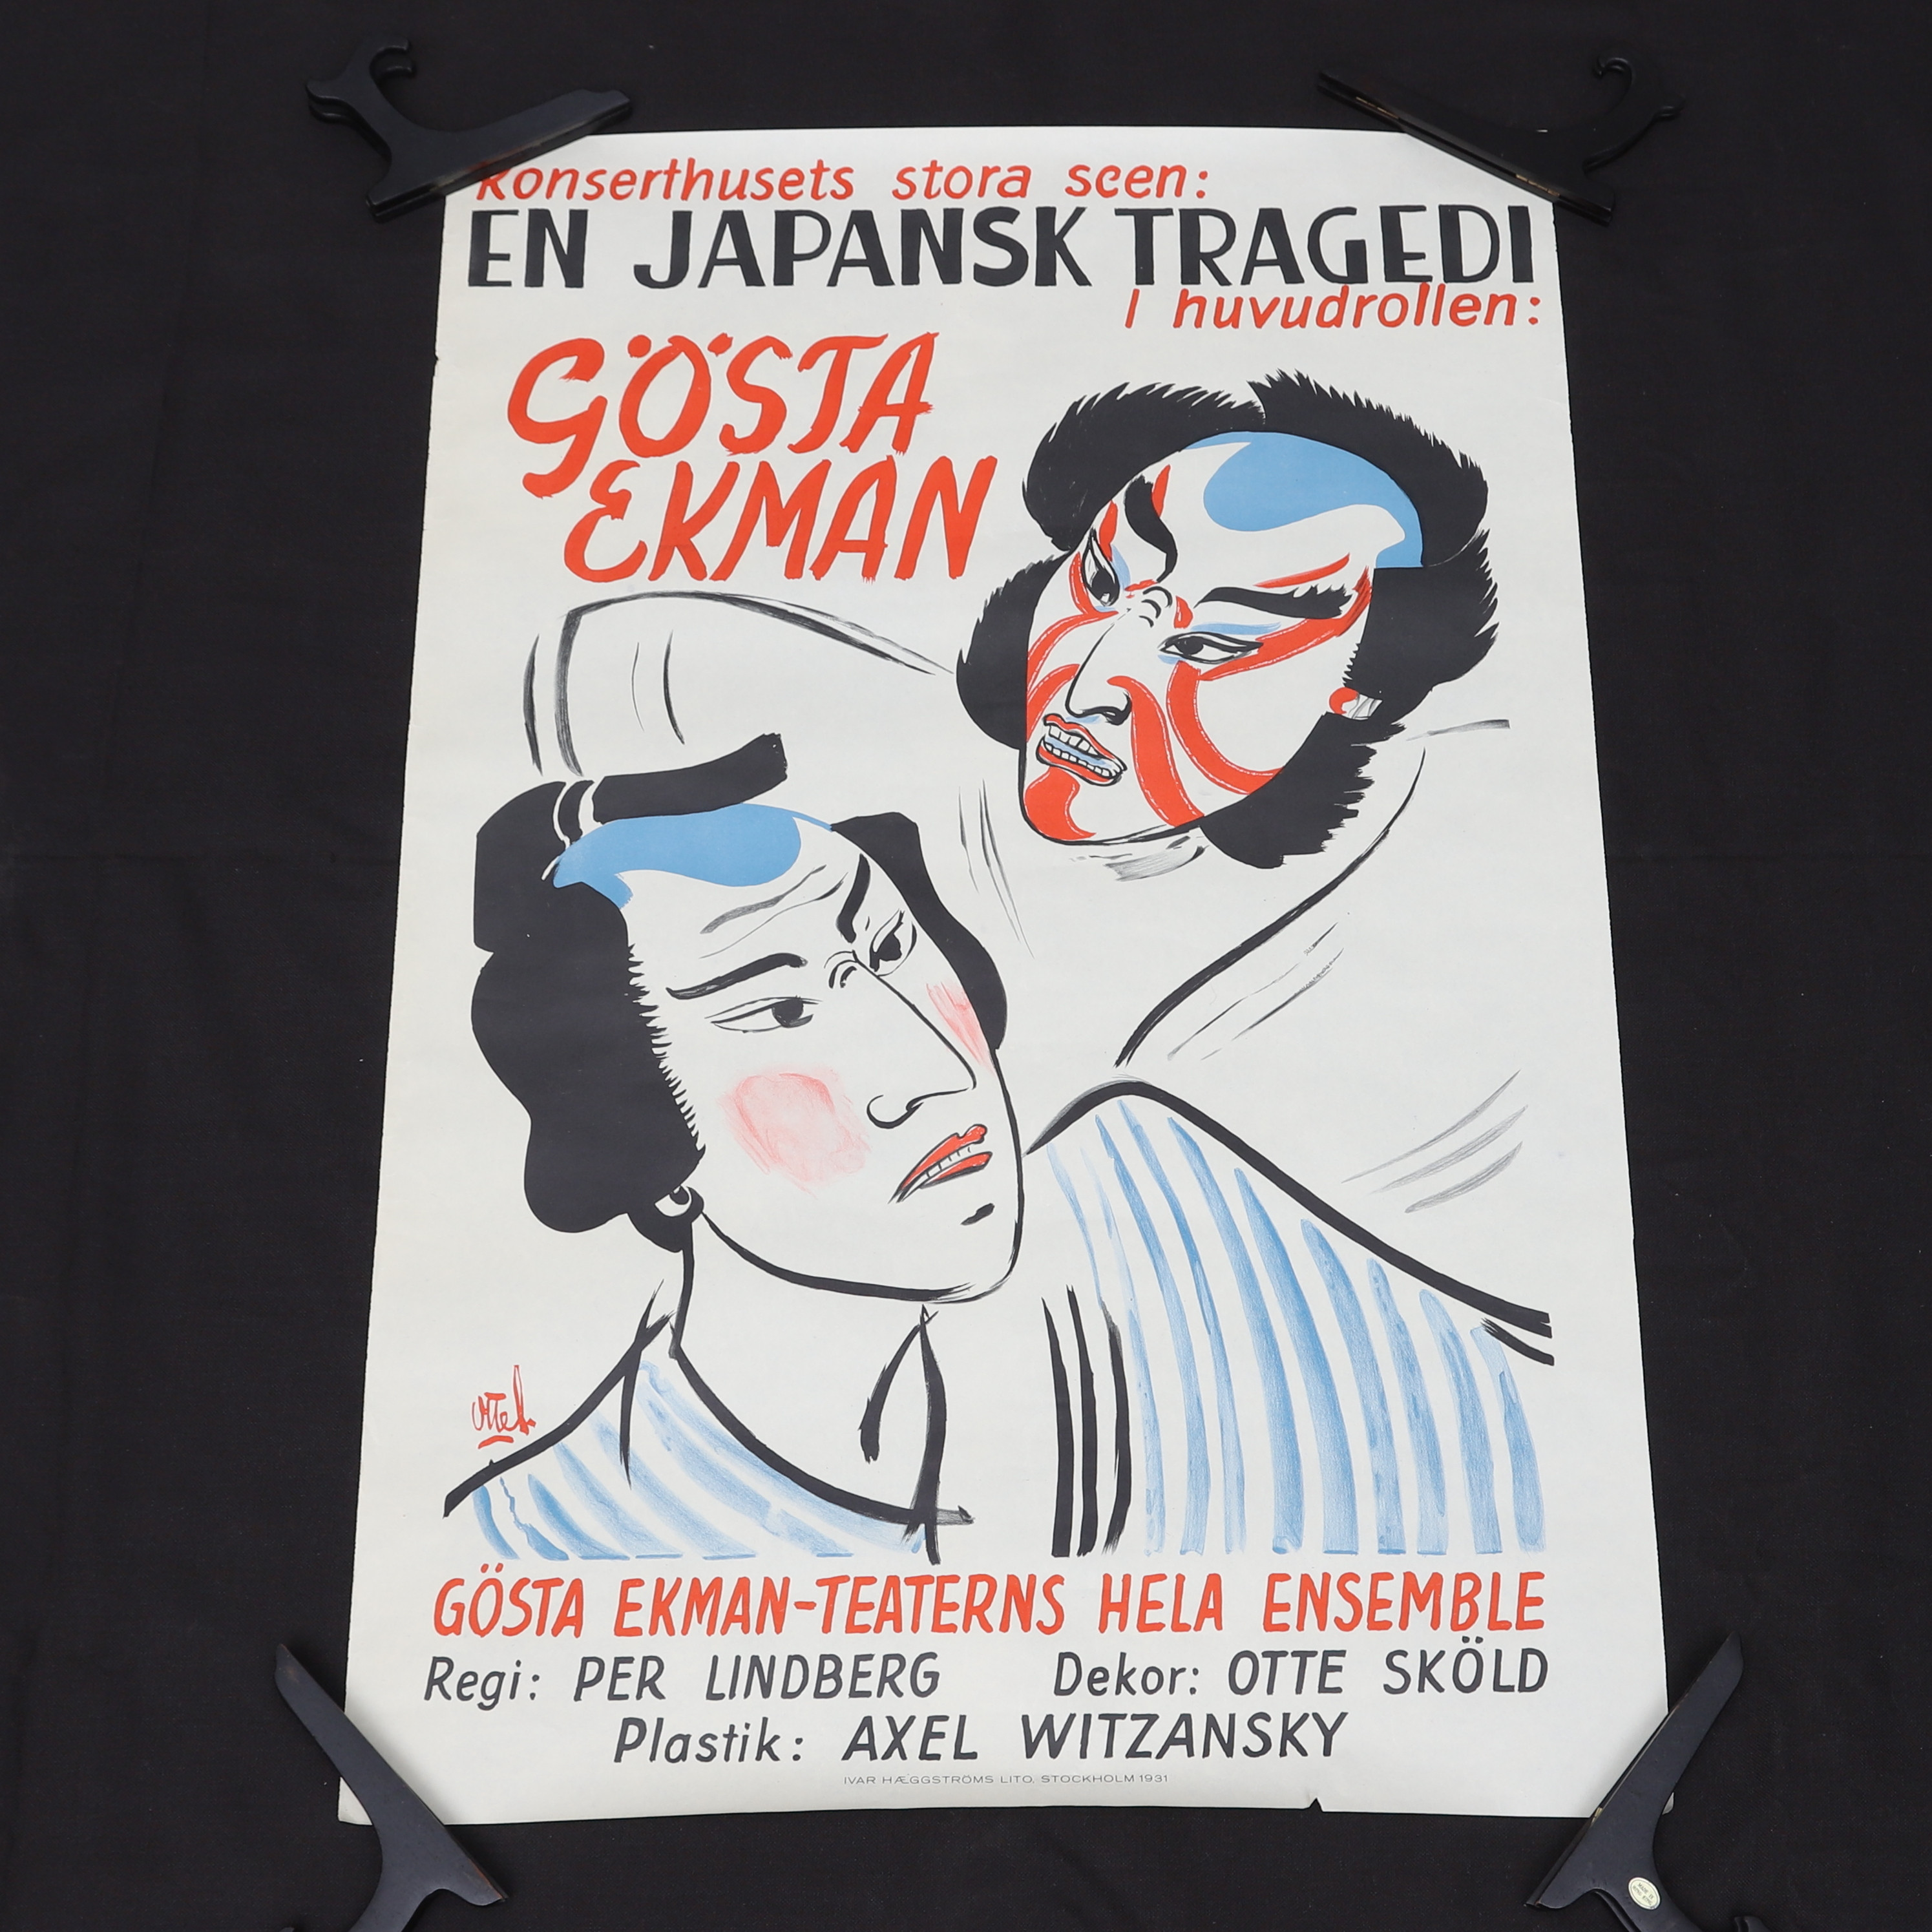 Konserthusets stora scen:
EN JAPANSK TRAGEDI
I huvudrollen:
GÖSTA
EKMAN
Otte S.
GÖSTA EKMAN-TEATERNS HELA ENSEMBLE
Regi: PER LINDBERG Dekor: OTTE SKÖLD
Plastik: AXEL WITZANSKY
IVAR HÆGGSTRÖMS LITO. STOCKHOLM 1931